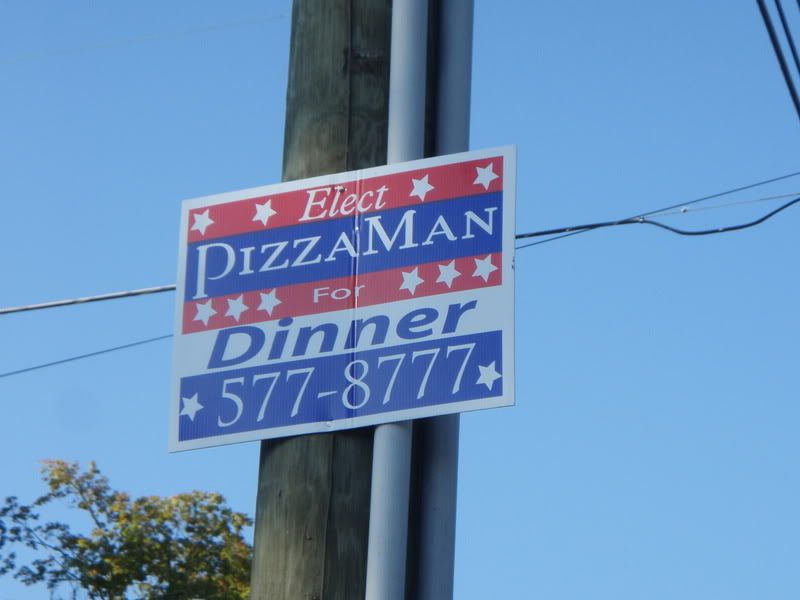 Elect
PIZZAMAN
For
Dinner
577-8777